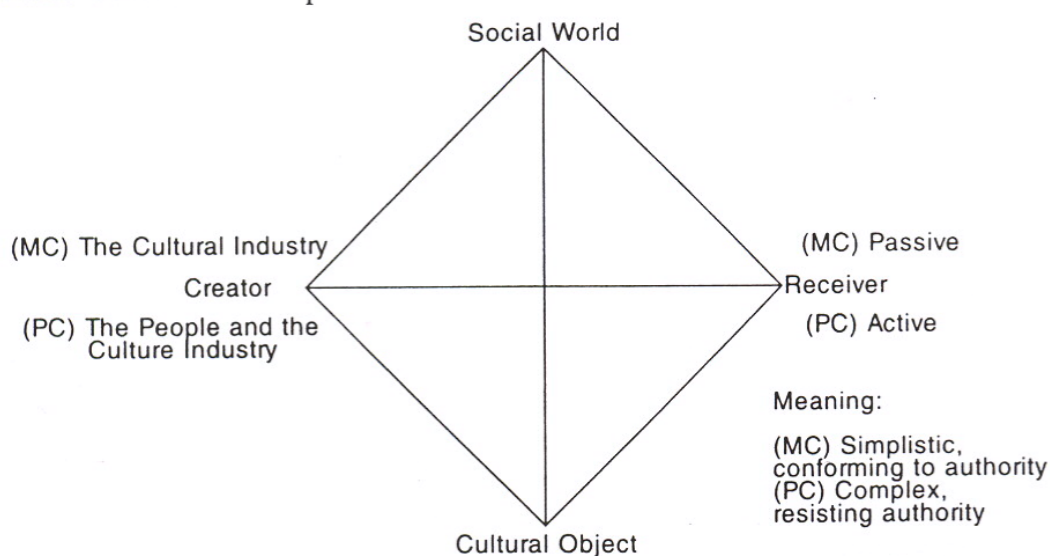 Social World
(MC) The Cultural Industry
Creator
(PC) The People and the
Culture Industry
(MC) Passive
Receiver
(PC) Active
Meaning:
(MC) Simplistic,
conforming to authority
(PC) Complex,
resisting authority
Cultural Object